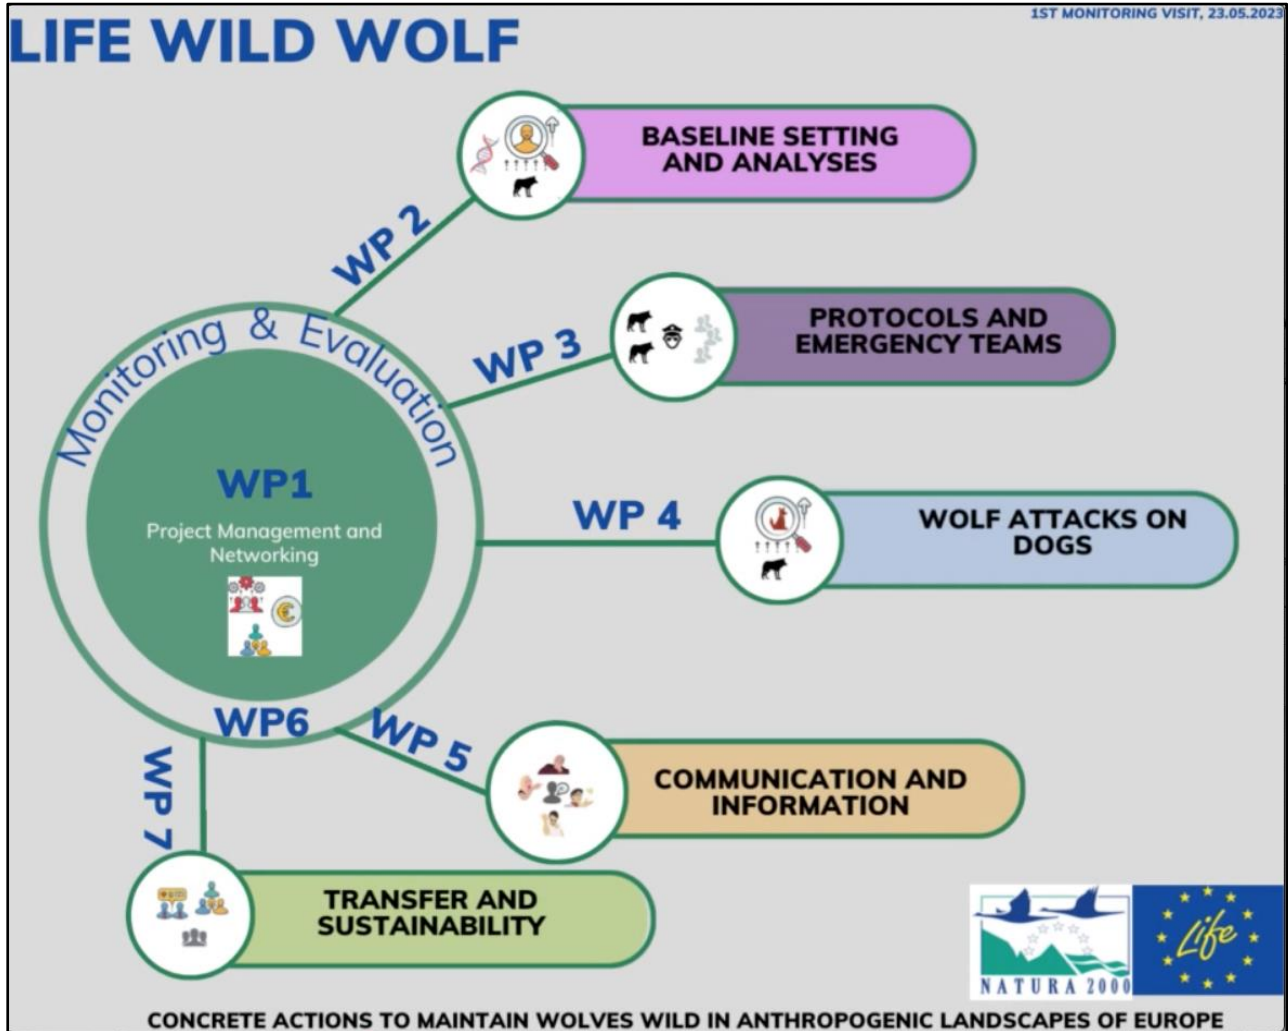 LIFE WILD WOLF
1ST MONITORING VISIT, 23.05.2023
BASELINE SETTING
AND ANALYSES
WP 2
PROTOCOLS AND
EMERGENCY TEAMS
WP 3
Monitoring & Evaluation
WP1
Project Management and
Networking
WP 4
WOLF ATTACKS ON
DOGS
WP6
WP 5
COMMUNICATION AND
INFORMATION
WP 7
TRANSFER AND
SUSTAINABILITY
NATURA 2000
Life
CONCRETE ACTIONS TO MAINTAIN WOLVES WILD IN ANTHROPOGENIC LANDSCAPES OF EUROPE